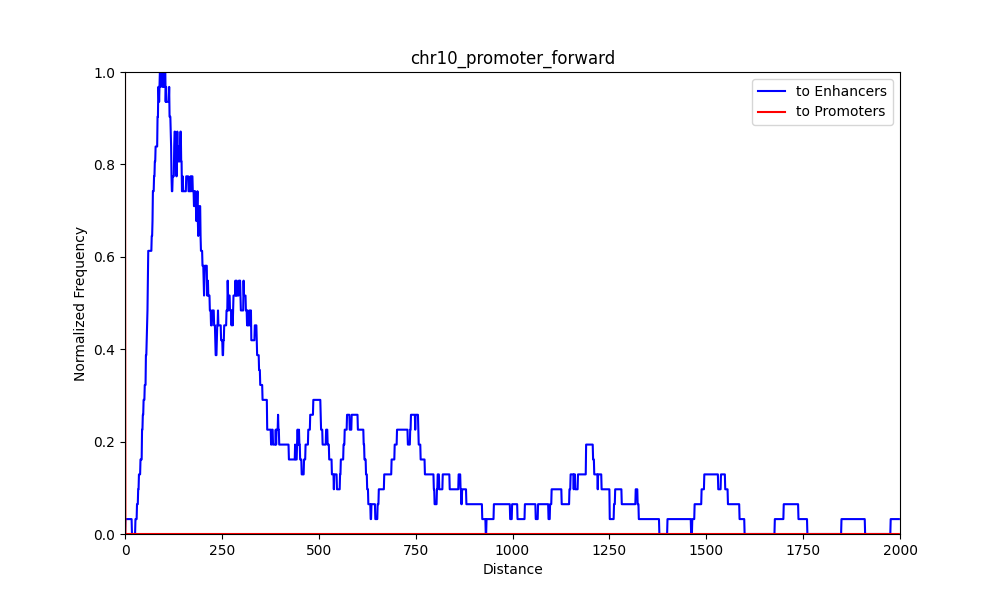 chr10_promoter_forward
to Enhancers
to Promoters
Normalized Frequency
1.0
0.8
0.6
0.4
0.2
0.0
0 250 500 750 1000 1250 1500 1750 2000
Distance